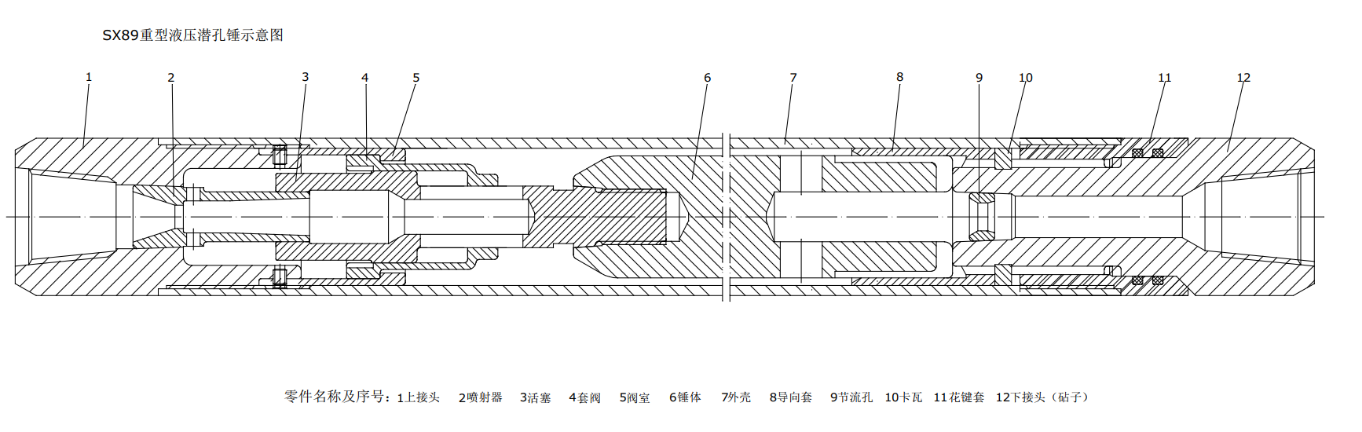 SX89重型液压潜孔锤示意图
1 2 3 4 5 6 7 8 9 10 11 12
零件名称及序号：1上接头 2喷射器 3活塞 4套阀 5阀室 6锤体 7外壳 8导向套 9节流孔 10卡瓦 11花键套 12下接头（砧子）